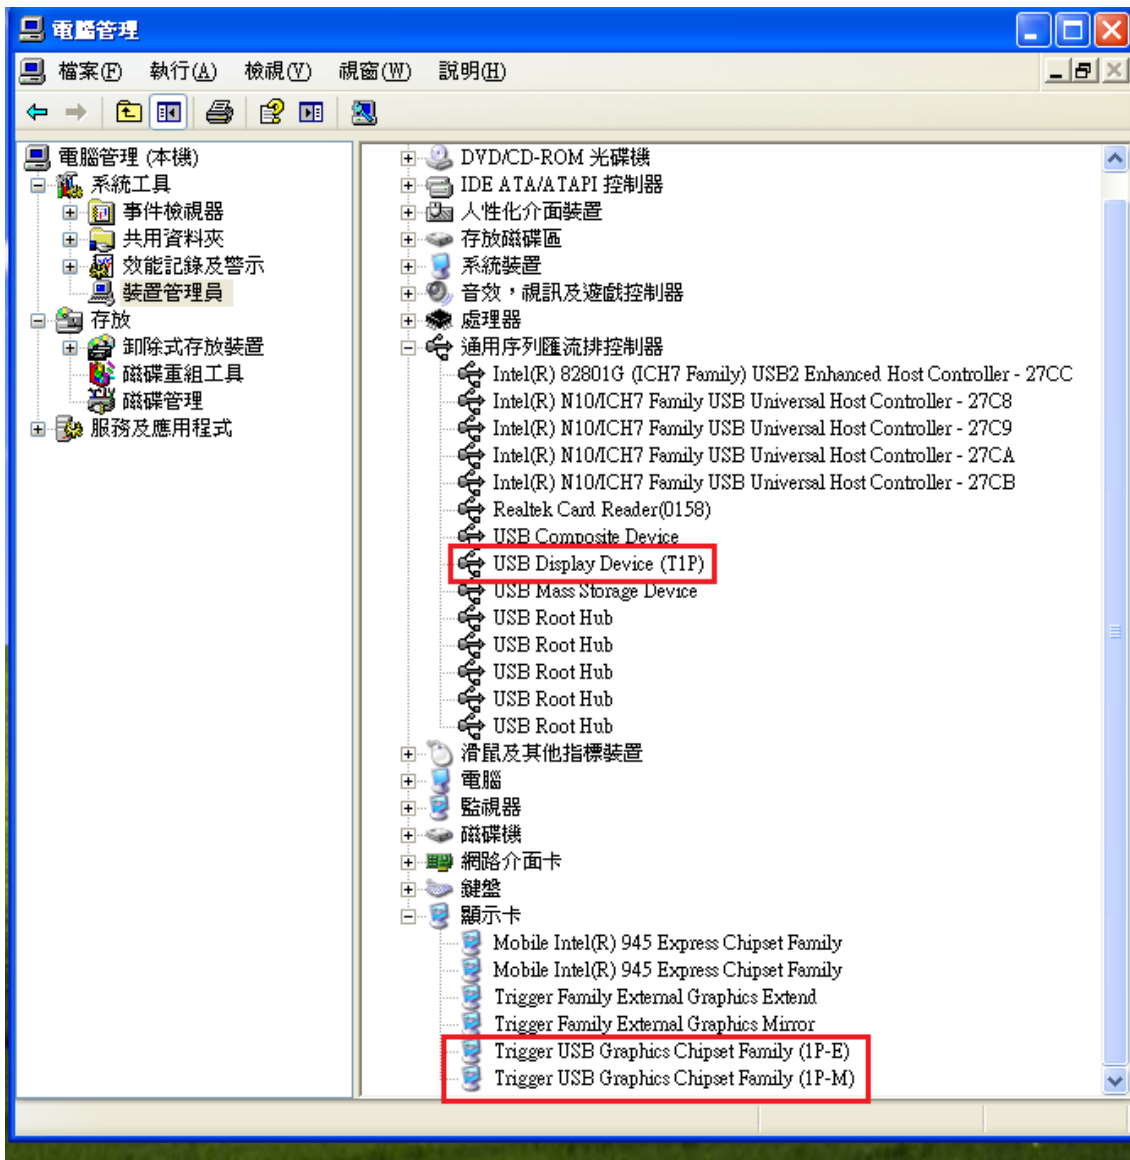 電腦管理
檔案(F) 執行(A) 檢視(V) 視窗(W) 說明(H)
電腦管理 (本機)
系統工具
事件檢視器
共用資料夾
效能記錄及警示
裝置管理員
存放
卸除式存放裝置
磁碟重組工具
磁碟管理
服務及應用程式
DVD/CD-ROM 光碟機
IDE ATA/ATAPI 控制器
人性化介面裝置
存放磁碟區
系統裝置
音效，視訊及遊戲控制器
處理器
通用序列匯流排控制器
Intel(R) 82801G (ICH7 Family) USB2 Enhanced Host Controller - 27CC
Intel(R) N10/ICH7 Family USB Universal Host Controller - 27C8
Intel(R) N10/ICH7 Family USB Universal Host Controller - 27C9
Intel(R) N10/ICH7 Family USB Universal Host Controller - 27CA
Intel(R) N10/ICH7 Family USB Universal Host Controller - 27CB
Realtek Card Reader(0158)
USB Composite Device
USB Display Device (T1P)
USB Mass Storage Device
USB Root Hub
USB Root Hub
USB Root Hub
USB Root Hub
USB Root Hub
滑鼠及其他指標裝置
電腦
監視器
磁碟機
網路介面卡
鍵盤
顯示卡
Mobile Intel(R) 945 Express Chipset Family
Mobile Intel(R) 945 Express Chipset Family
Trigger Family External Graphics Extend
Trigger Family External Graphics Mirror
Trigger USB Graphics Chipset Family (1P-E)
Trigger USB Graphics Chipset Family (1P-M)